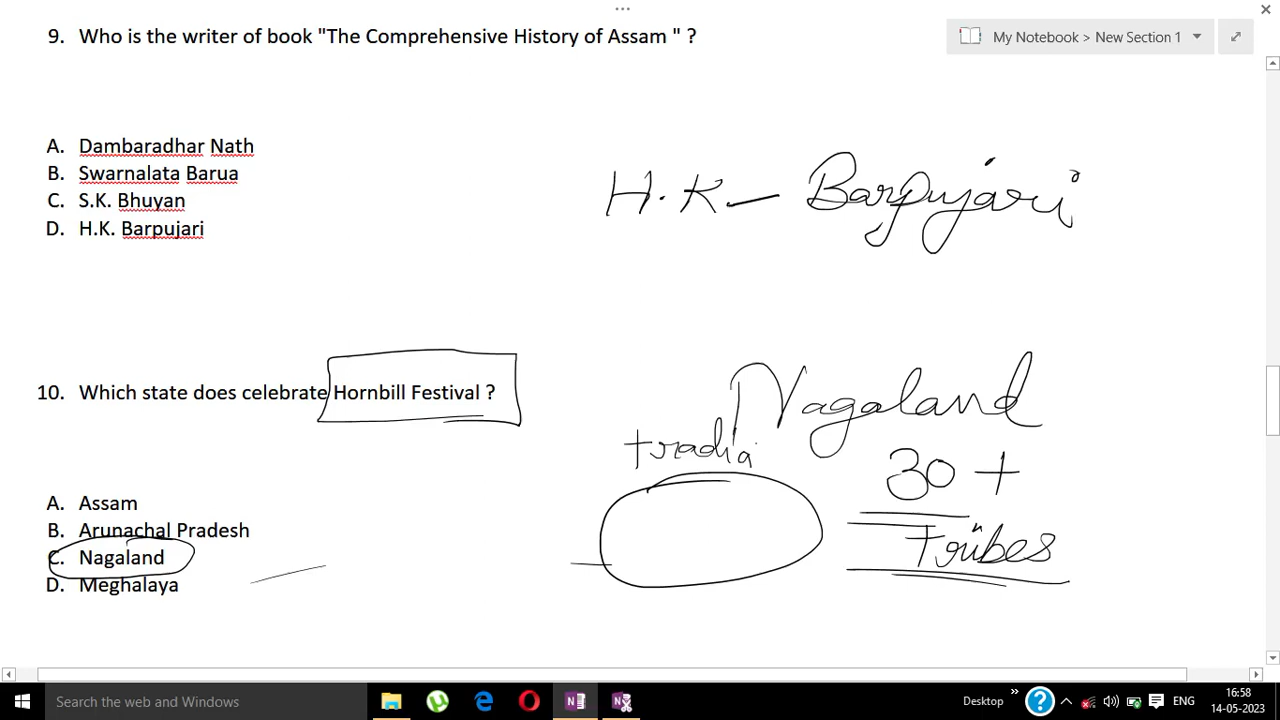 9. Who is the writer of book "The Comprehensive History of Assam " ?
My Notebook > New Section 1
A. Dambaradhar Nath
B. Swarnalata Barua
C. S.K. Bhuyan
D. H.K. Barpujari
H.K — Barpujari
10. Which state does celebrate Hornbill Festival ?
Nagaland
tradia
30 +
Tribes
A. Assam
B. Arunachal Pradesh
C. Nagaland
D. Meghalaya
Search the web and Windows
Desktop
ENG
16:58
14-05-2023